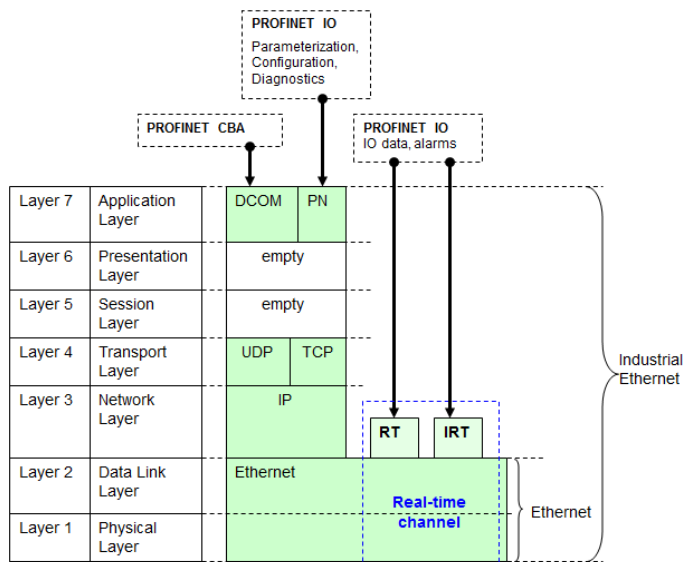 PROFINET IO
Parameterization,
Configuration,
Diagnostics
PROFINET CBA
PROFINET IO
IO data, alarms
Layer 7
Application
Layer
DCOM
PN
Layer 6
Presentation
Layer
empty
Layer 5
Session
Layer
empty
Layer 4
Transport
Layer
UDP
TCP
Layer 3
Network
Layer
IP
RT
IRT
Layer 2
Data Link
Layer
Ethernet
Layer 1
Physical
Layer
Real-time
channel
Ethernet
Industrial
Ethernet